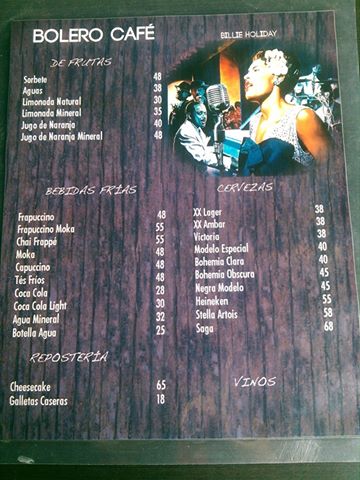 BOLERO CAFÉ
BILLIE HOLIDAY
DE FRUTAS
Sorbete 48
Aguas 38
Limonada Natural 30
Limonada Mineral 35
Jugo de Naranja 40
Jugo de Naranja Mineral 48
BEBIDAS FRÍAS
Frapuccino 48
Frapuccino Moka 55
Chai Frappé 55
Moka 48
Capuccino 48
Tés Fríos 48
Coca Cola 28
Coca Cola Light 30
Agua Mineral 32
Botella Agua 25
CERVEZAS
XX Lager 38
XX Ambar 38
Victoria 38
Modelo Especial 40
Bohemia Clara 40
Bohemia Obscura 45
Negra Modelo 45
Heineken 55
Stella Artois 58
Saga 68
REPOSTERÍA
Cheesecake 65
Galletas Caseras 18
VINOS